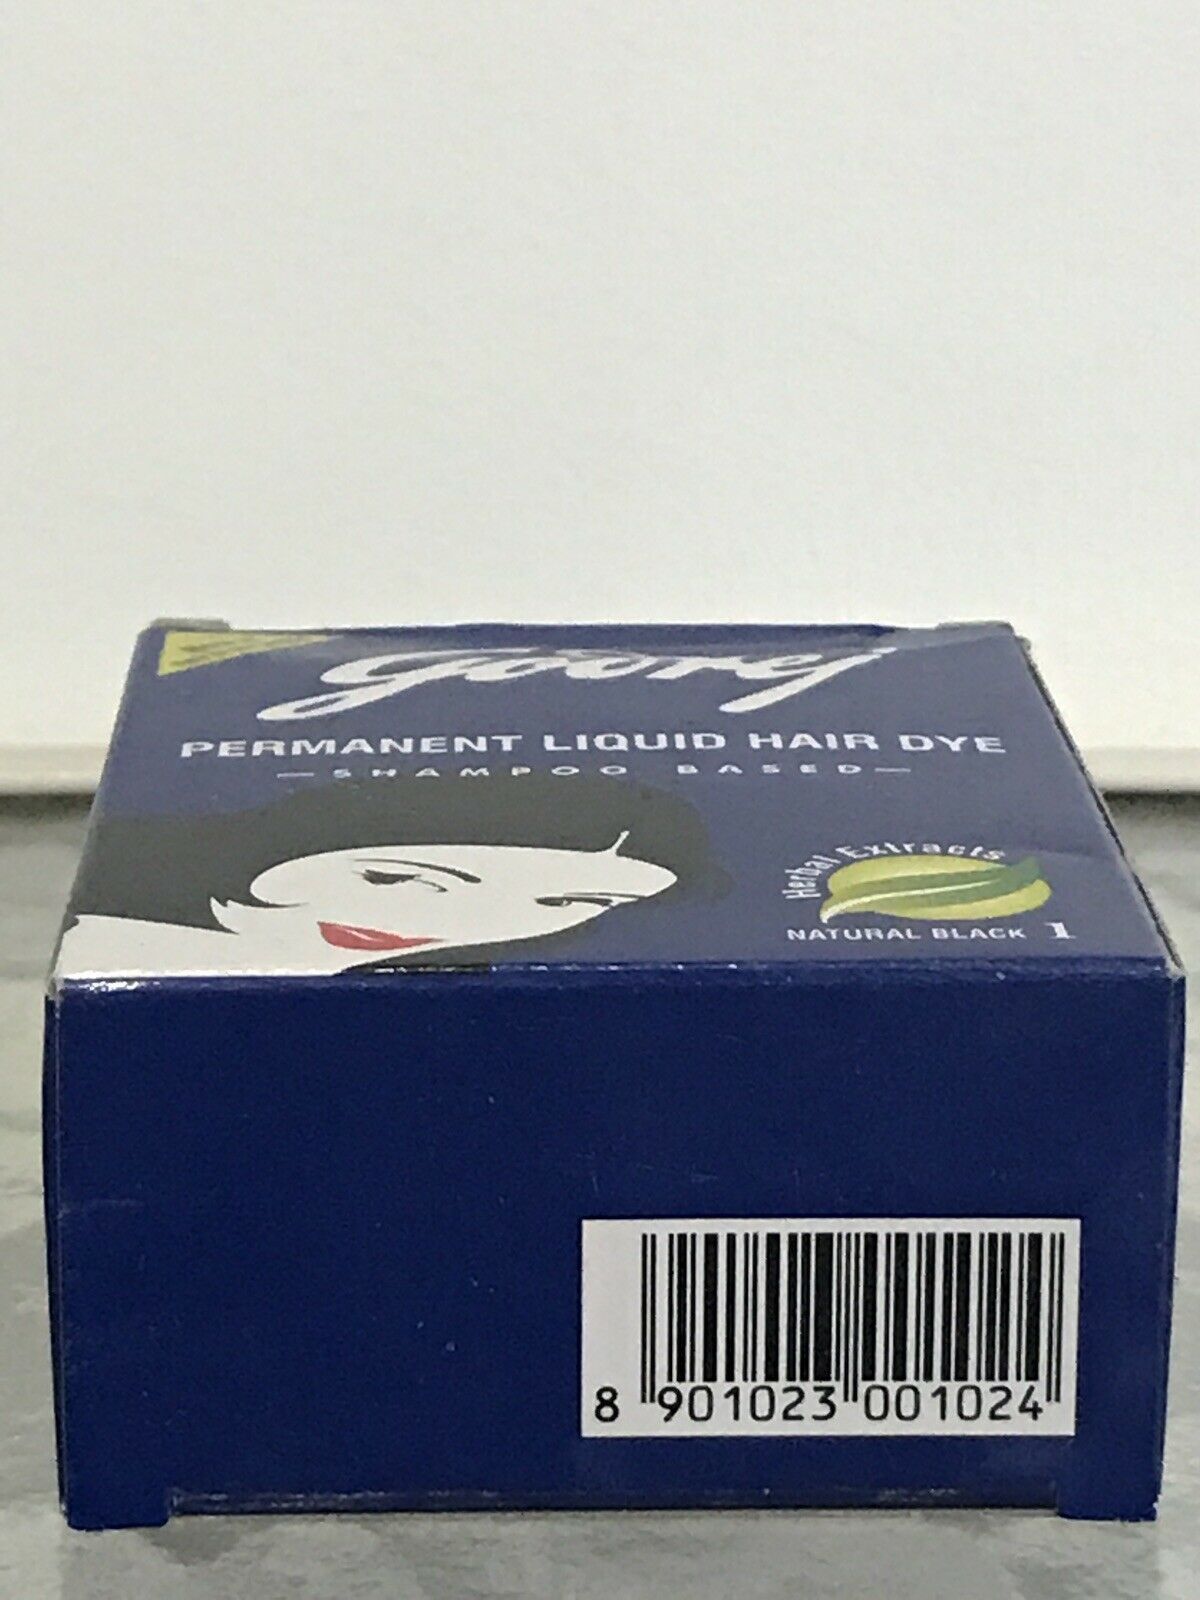 Godrej
PERMANENT LIQUID HAIR DYE
—SHAMPOO BASED—
Herbal Extracts
NATURAL BLACK 1
8 901023 001024